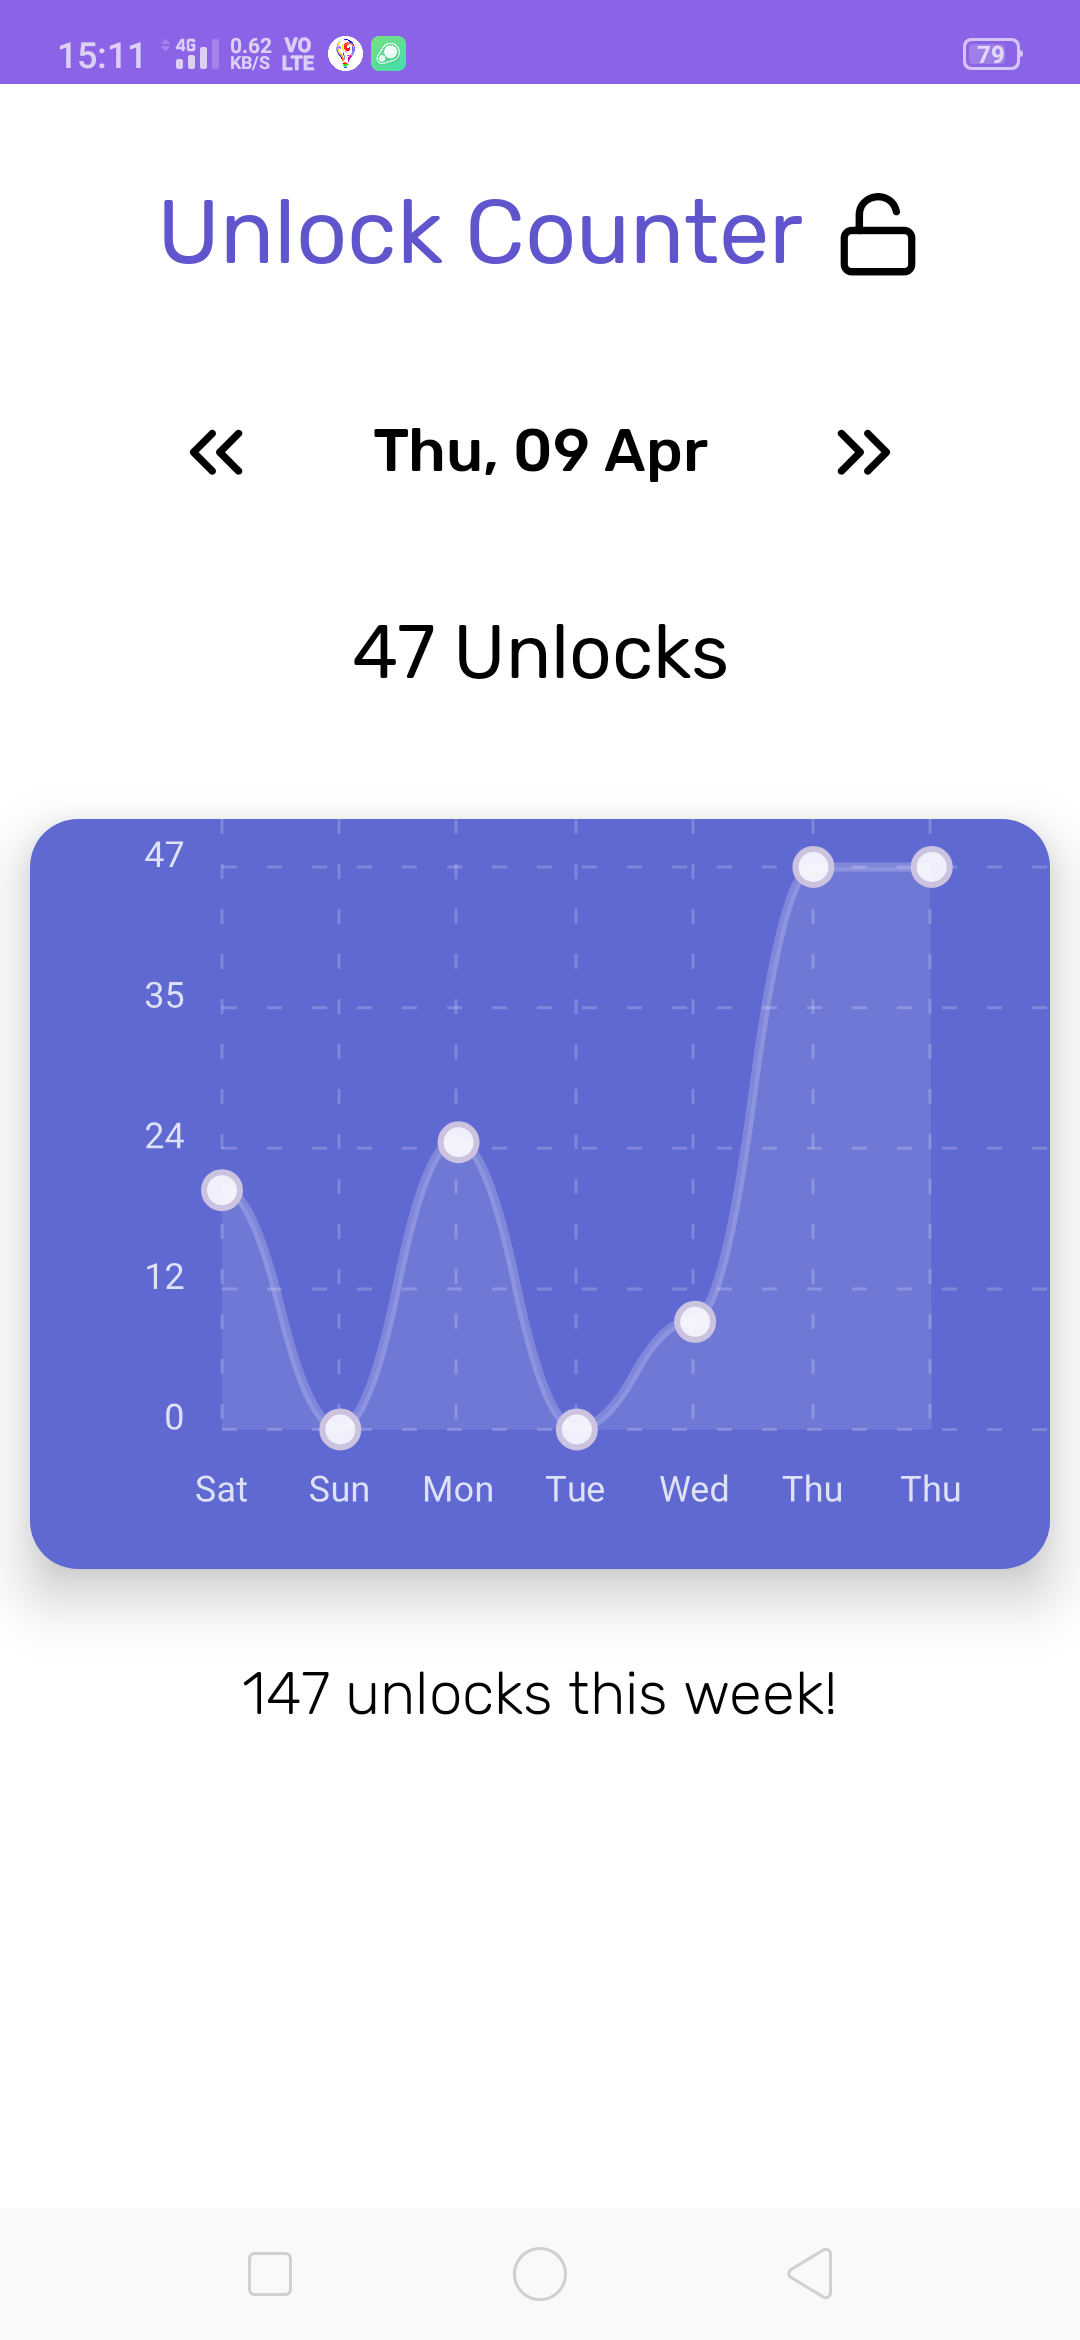 15:11 4G 0.62 KB/S VO LTE 79
Unlock Counter
Thu, 09 Apr
47 Unlocks
47
35
24
12
0
Sat Sun Mon Tue Wed Thu Thu
147 unlocks this week!